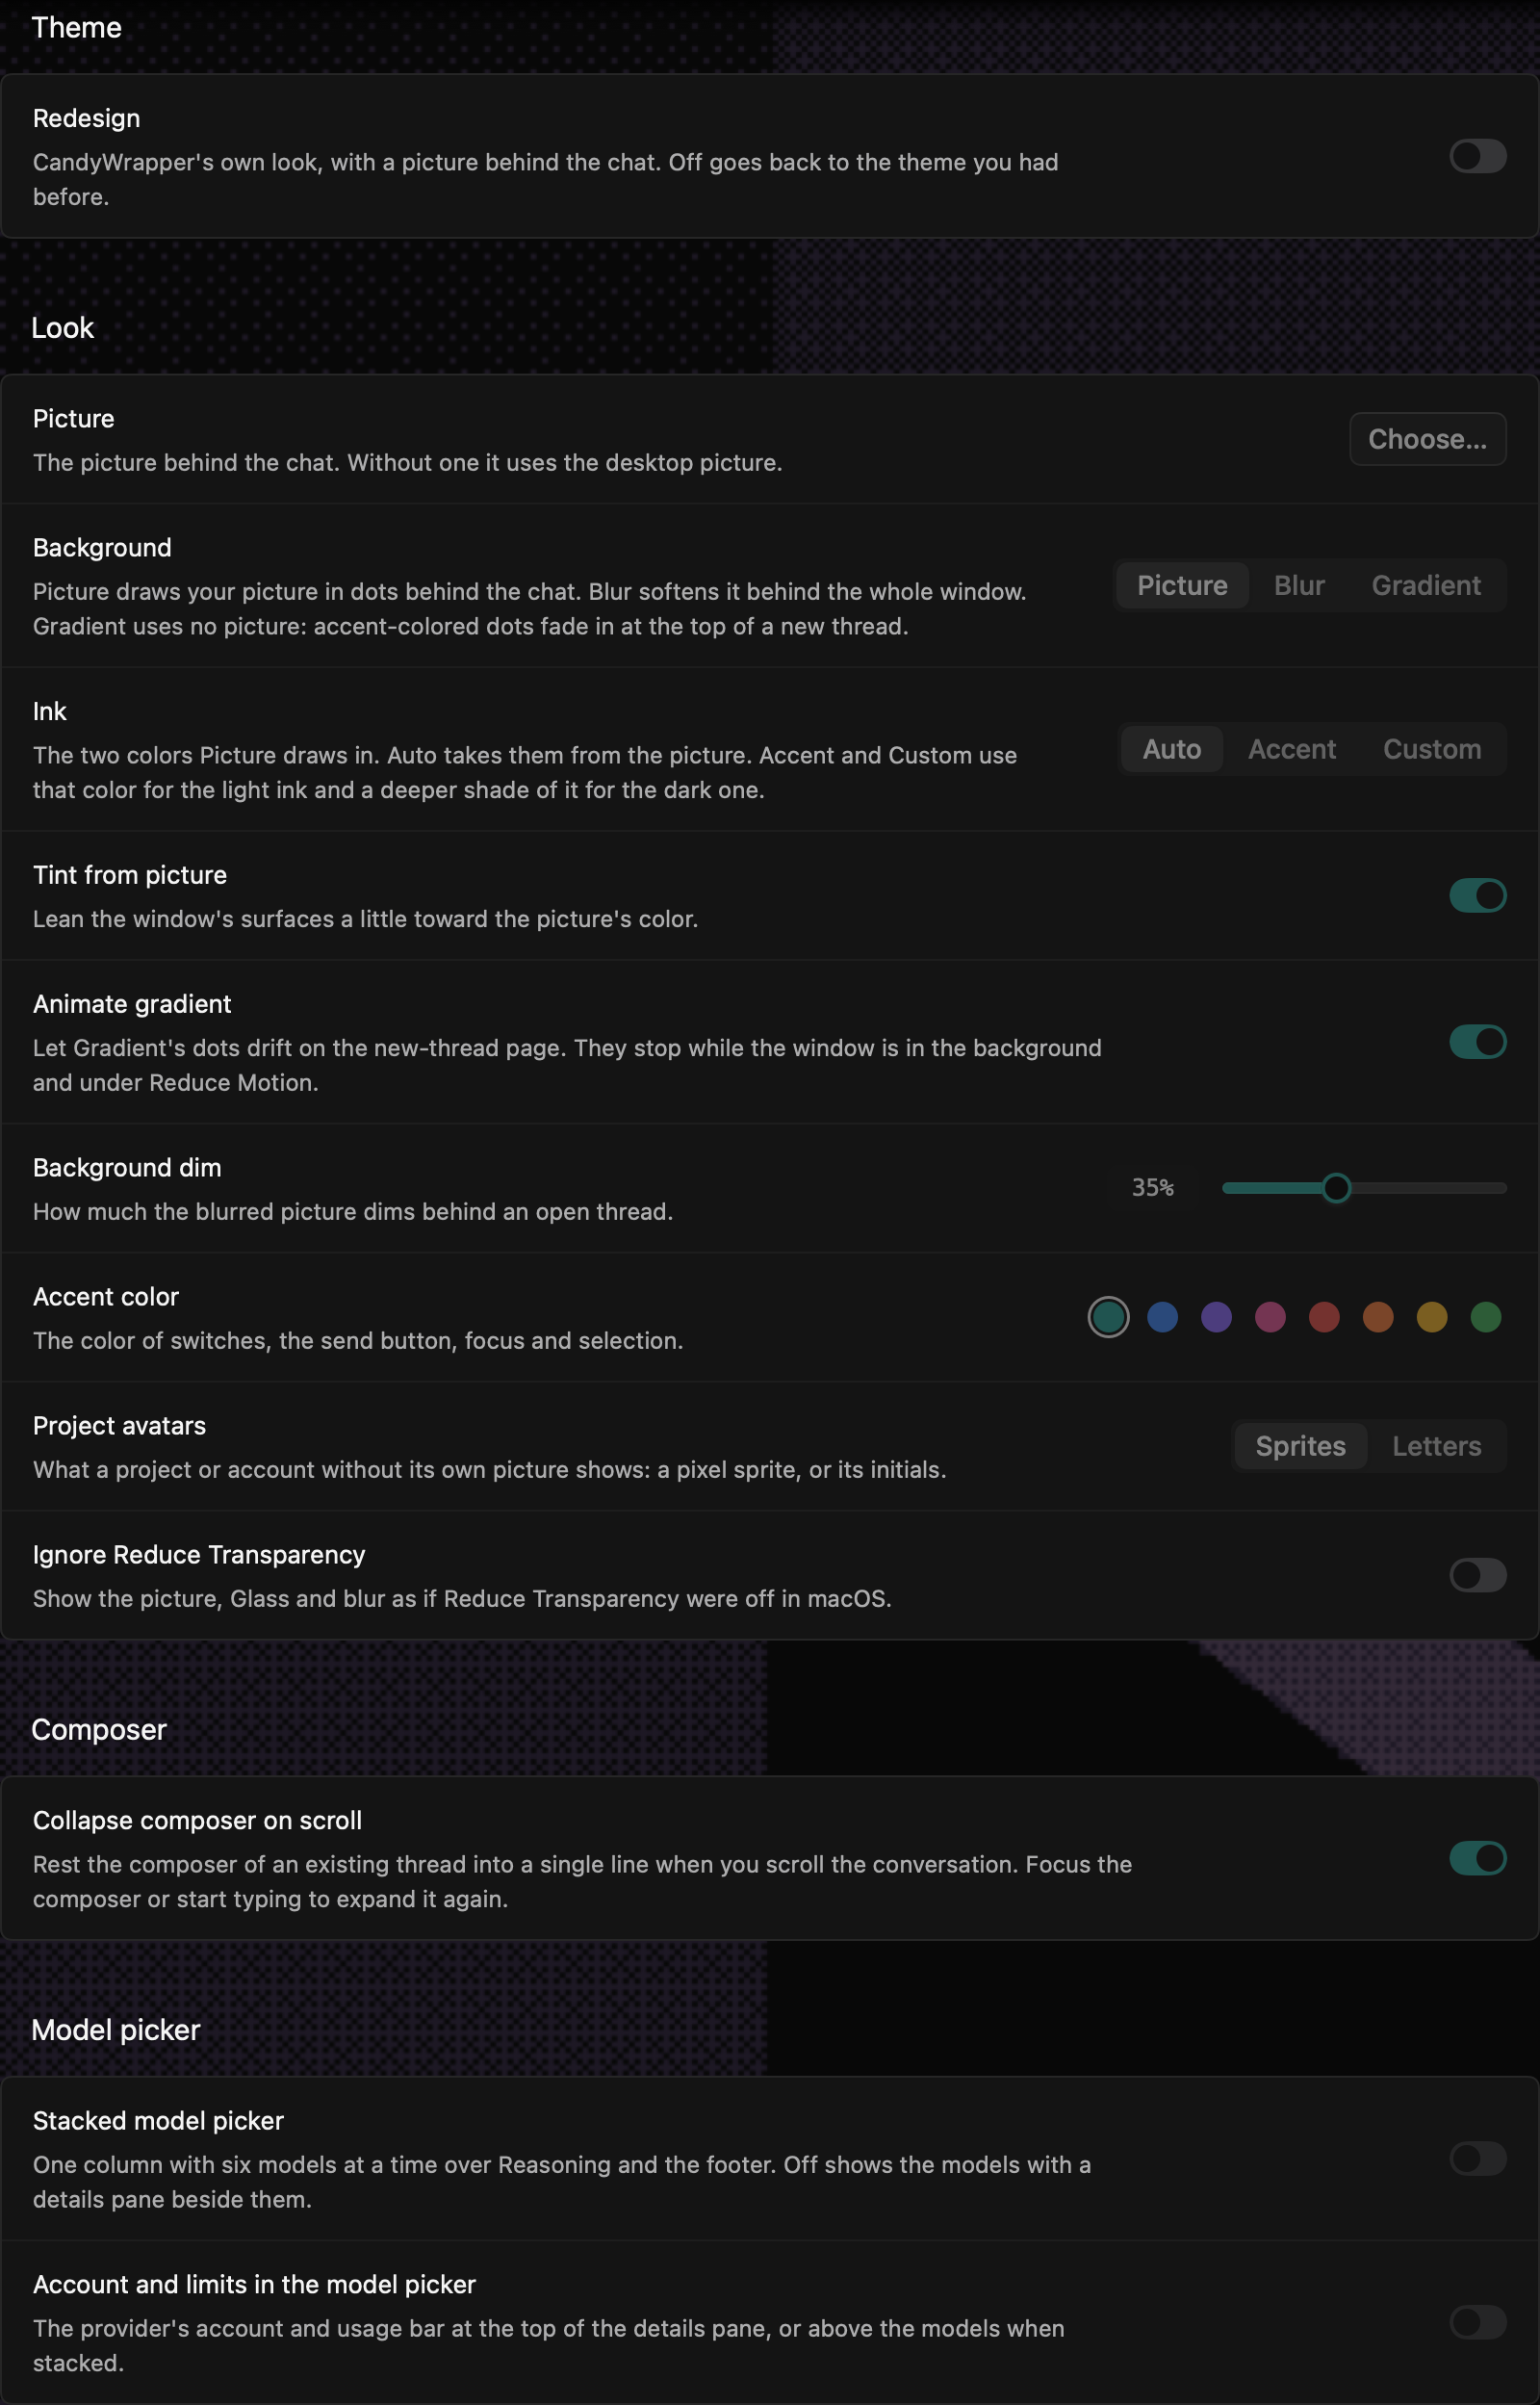 Theme
Redesign
CandyWrapper's own look, with a picture behind the chat. Off goes back to the theme you had
before.
Look
Picture
The picture behind the chat. Without one it uses the desktop picture.
Choose...
Background
Picture draws your picture in dots behind the chat. Blur softens it behind the whole window.
Gradient uses no picture: accent-colored dots fade in at the top of a new thread.
Picture Blur Gradient
Ink
The two colors Picture draws in. Auto takes them from the picture. Accent and Custom use
that color for the light ink and a deeper shade of it for the dark one.
Auto Accent Custom
Tint from picture
Lean the window's surfaces a little toward the picture's color.
Animate gradient
Let Gradient's dots drift on the new-thread page. They stop while the window is in the background
and under Reduce Motion.
Background dim
How much the blurred picture dims behind an open thread.
35%
Accent color
The color of switches, the send button, focus and selection.
Project avatars
What a project or account without its own picture shows: a pixel sprite, or its initials.
Sprites Letters
Ignore Reduce Transparency
Show the picture, Glass and blur as if Reduce Transparency were off in macOS.
Composer
Collapse composer on scroll
Rest the composer of an existing thread into a single line when you scroll the conversation. Focus the
composer or start typing to expand it again.
Model picker
Stacked model picker
One column with six models at a time over Reasoning and the footer. Off shows the models with a
details pane beside them.
Account and limits in the model picker
The provider's account and usage bar at the top of the details pane, or above the models when
stacked.